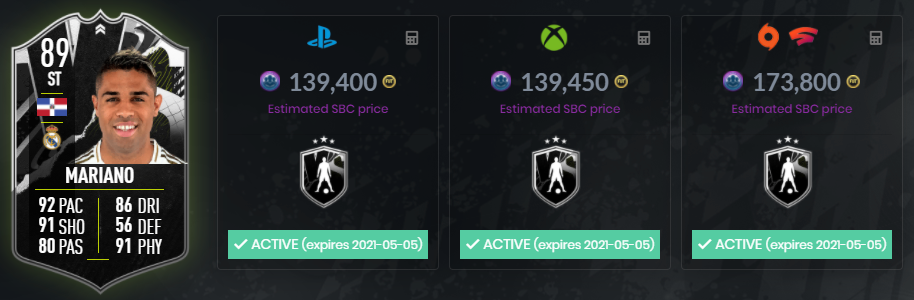 89
ST
MARIANO
92 PAC 86 DRI
91 SHO 56 DEF
80 PAS 91 PHY
139,400
Estimated SBC price
ACTIVE (expires 2021-05-05)
139,450
Estimated SBC price
ACTIVE (expires 2021-05-05)
173,800
Estimated SBC price
ACTIVE (expires 2021-05-05)